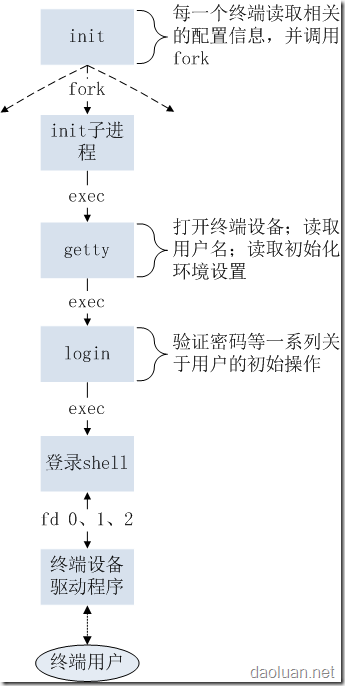 init
每一个终端读取相关
的配置信息，并调用
fork
fork
init子进
程
exec
getty
打开终端设备；读取
用户名；读取初始化
环境设置
exec
login
验证密码等一系列关
于用户的初始操作
exec
登录shell
fd 0、1、2
终端设备
驱动程序
终端用户
daoluan.net